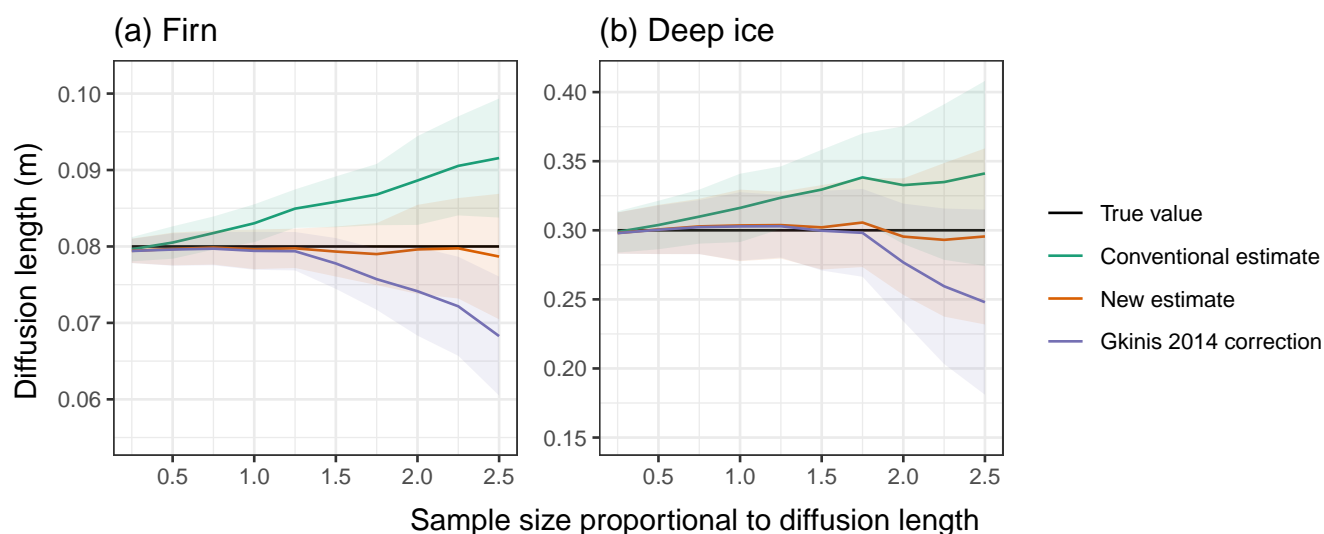 (a) Firn
(b) Deep ice
Diffusion length (m)
0.10
0.09
0.08
0.07
0.06
0.5 1.0 1.5 2.0 2.5
0.40
0.35
0.30
0.25
0.20
0.15
0.5 1.0 1.5 2.0 2.5
Sample size proportional to diffusion length
True value
Conventional estimate
New estimate
Gkinis 2014 correction